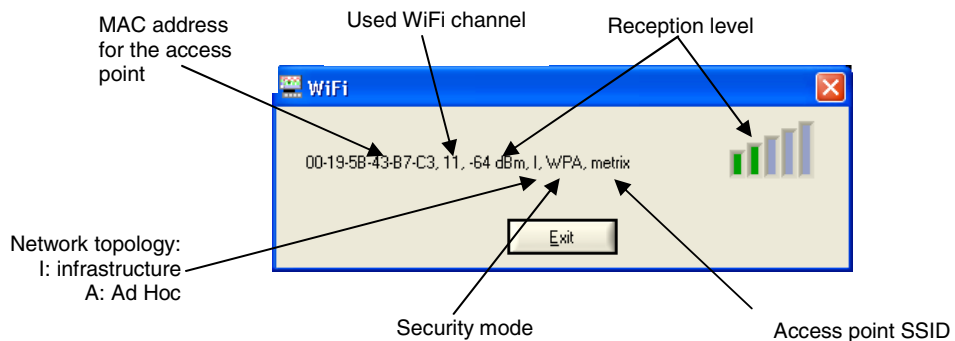 MAC address
for the access
point
Used WiFi channel
Reception level
WiFi
00-19-5B-43-B7-C3, 11, -64 dBm, I, WPA, metrix
Exit
Network topology:
I: infrastructure
A: Ad Hoc
Security mode
Access point SSID